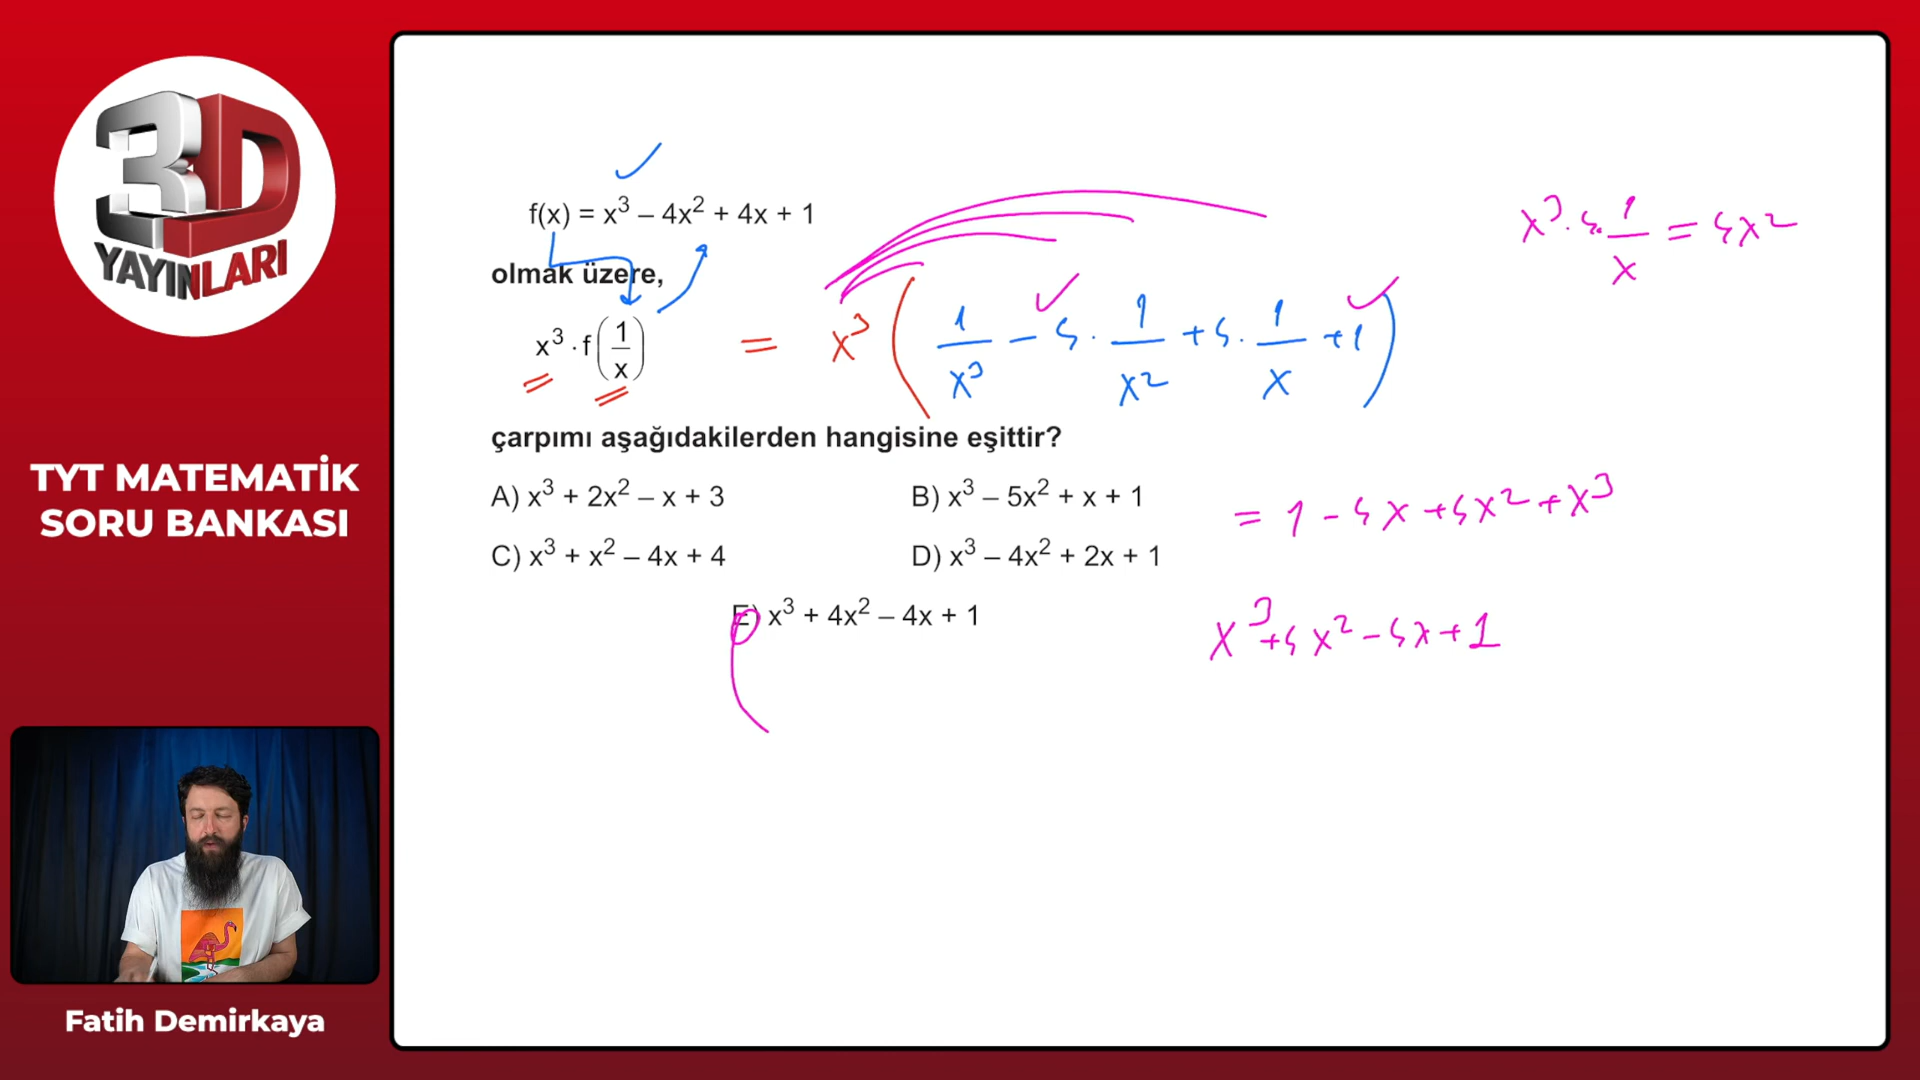 3D
YAYINLARI
TYT MATEMATİK
SORU BANKASI
Fatih Demirkaya
f(x) = x³ – 4x² + 4x + 1
olmak üzere,
x³ · f(1/x) = x³ (1/x³ - 4 · 1/x² + 4 · 1/x + 1)
x³ · 4 · 1/x = 4x²
çarpımı aşağıdakilerden hangisine eşittir?
A) x³ + 2x² – x + 3
B) x³ – 5x² + x + 1
C) x³ + x² – 4x + 4
D) x³ – 4x² + 2x + 1
E) x³ + 4x² – 4x + 1
= 1 - 4x + 4x² + x³
x³ + 4x² - 4x + 1